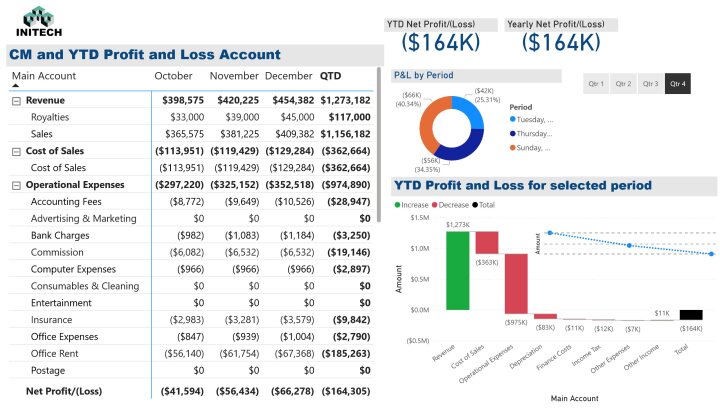 INITECH
CM and YTD Profit and Loss Account
Main Account October November December QTD
Revenue $398,575 $420,225 $454,382 $1,273,182
Royalties $33,000 $39,000 $45,000 $117,000
Sales $365,575 $381,225 $409,382 $1,156,182
Cost of Sales ($113,951) ($119,429) ($129,284) ($362,664)
Cost of Sales ($113,951) ($119,429) ($129,284) ($362,664)
Operational Expenses ($297,220) ($325,152) ($352,518) ($974,890)
Accounting Fees ($8,772) ($9,649) ($10,526) ($28,947)
Advertising & Marketing $0 $0 $0 $0
Bank Charges ($982) ($1,083) ($1,184) ($3,250)
Commission ($6,082) ($6,532) ($6,532) ($19,146)
Computer Expenses ($966) ($966) ($966) ($2,897)
Consumables & Cleaning $0 $0 $0 $0
Entertainment $0 $0 $0 $0
Insurance ($2,983) ($3,281) ($3,579) ($9,842)
Office Expenses ($847) ($939) ($1,004) ($2,790)
Office Rent ($56,140) ($61,754) ($67,368) ($185,263)
Postage $0 $0 $0 $0
Net Profit/(Loss) ($41,594) ($56,434) ($66,278) ($164,305)
YTD Net Profit/(Loss)
($164K)
Yearly Net Profit/(Loss)
($164K)
P&L by Period
($66K)
(40.34%)
($42K)
(25.31%)
($56K)
(34.35%)
Period
Tuesday, ...
Thursday...
Sunday, ...
Qtr 1 Qtr 2 Qtr 3 Qtr 4
YTD Profit and Loss for selected period
Increase Decrease Total
Amount
$1.5M
$1.0M
$0.5M
$0.0M
($0.5M)
$1,273K
($363K)
($975K)
($83K)
($11K)
($12K)
($7K)
$11K
($164K)
Amount
Revenue
Cost of Sales
Operational Expenses
Depreciation
Finance Costs
Income Tax
Other Expenses
Other Income
Total
Main Account